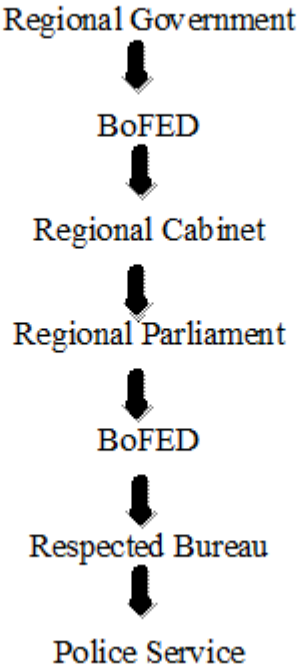 Regional Government
BoFED
Regional Cabinet
Regional Parliament
BoFED
Respected Bureau
Police Service